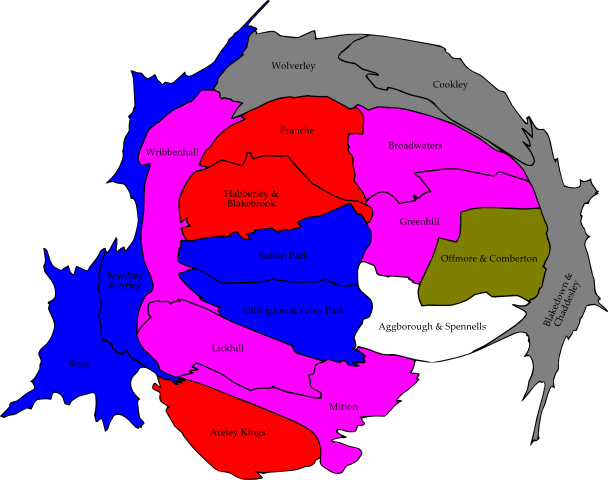 Wolverley
Cookley
Franche
Broadwaters
Wribbenhall
Habberley &
Blakebrook
Greenhill
Sutton Park
Offmore & Comberton
Bewdley
& Arley
Oldington & Foley Park
Blakedown &
Chaddesley
Aggborough & Spennells
Lickhill
Rock
Mitton
Areley Kings